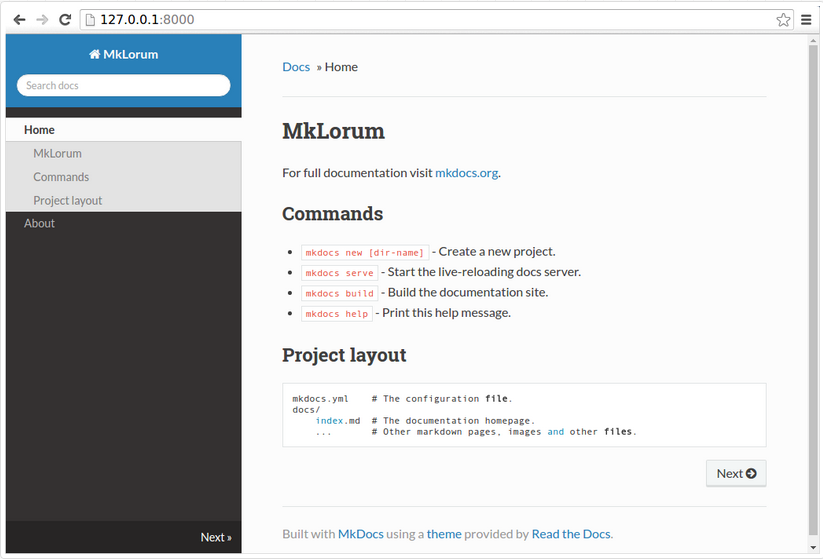 127.0.0.1:8000
MkLorum
Search docs
Home
MkLorum
Commands
Project layout
About
Next »
Docs » Home
MkLorum
For full documentation visit mkdocs.org.
Commands
mkdocs new [dir-name] - Create a new project.
mkdocs serve - Start the live-reloading docs server.
mkdocs build - Build the documentation site.
mkdocs help - Print this help message.
Project layout
mkdocs.yml    # The configuration file.
docs/
    index.md  # The documentation homepage.
    ...       # Other markdown pages, images and other files.
Next
Built with MkDocs using a theme provided by Read the Docs.